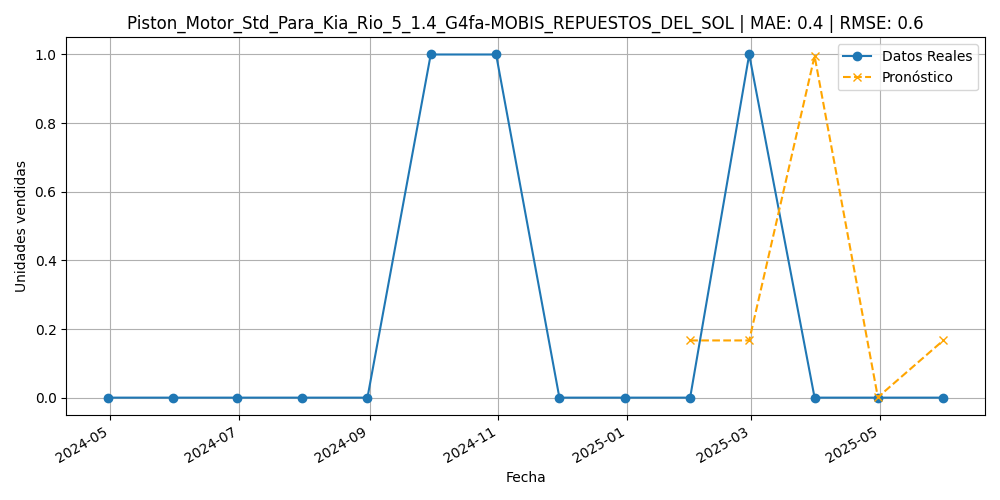 Piston_Motor_Std_Para_Kia_Rio_5_1.4_G4fa-MOBIS_REPUESTOS_DEL_SOL | MAE: 0.4 | RMSE: 0.6
Datos Reales
Pronóstico
Unidades vendidas
1.0
0.8
0.6
0.4
0.2
0.0
2024-05
2024-07
2024-09
2024-11
2025-01
2025-03
2025-05
Fecha